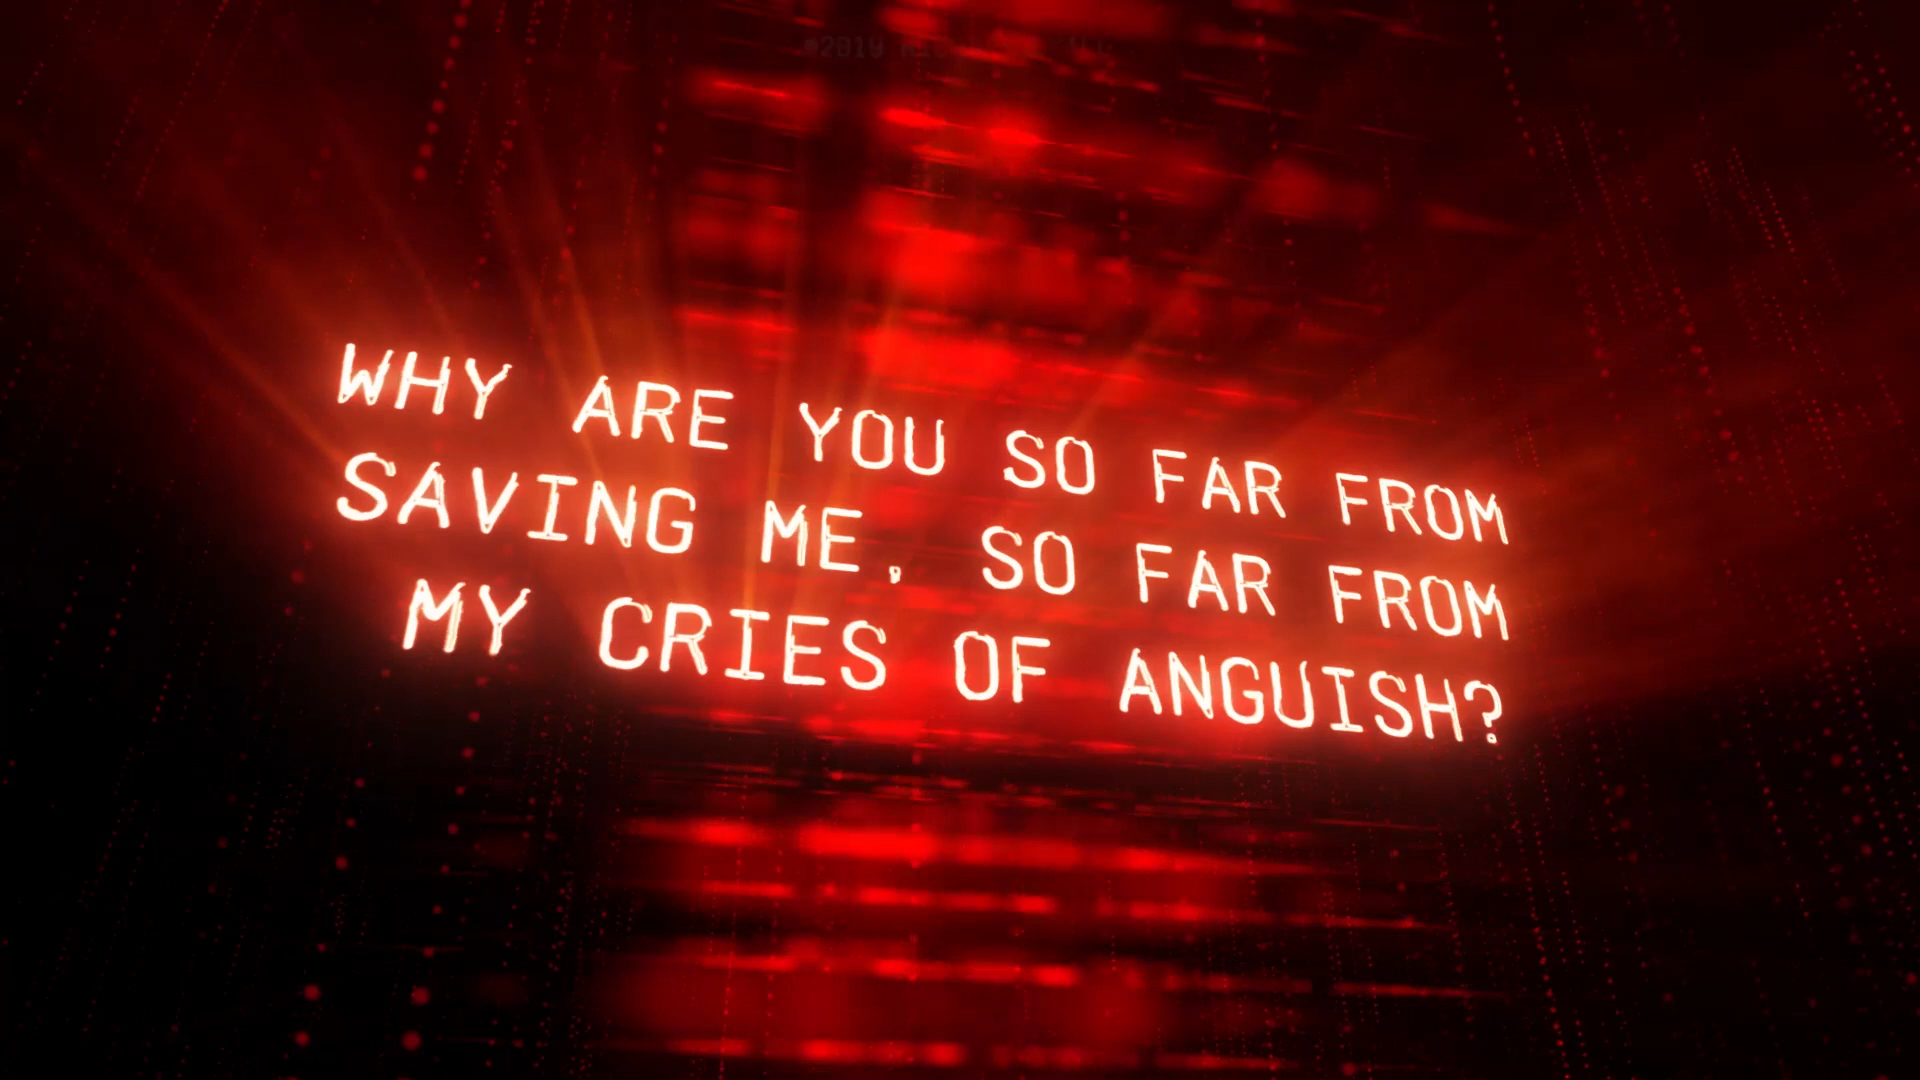 WHY ARE YOU SO FAR FROM
SAVING ME, SO FAR FROM
MY CRIES OF ANGUISH?